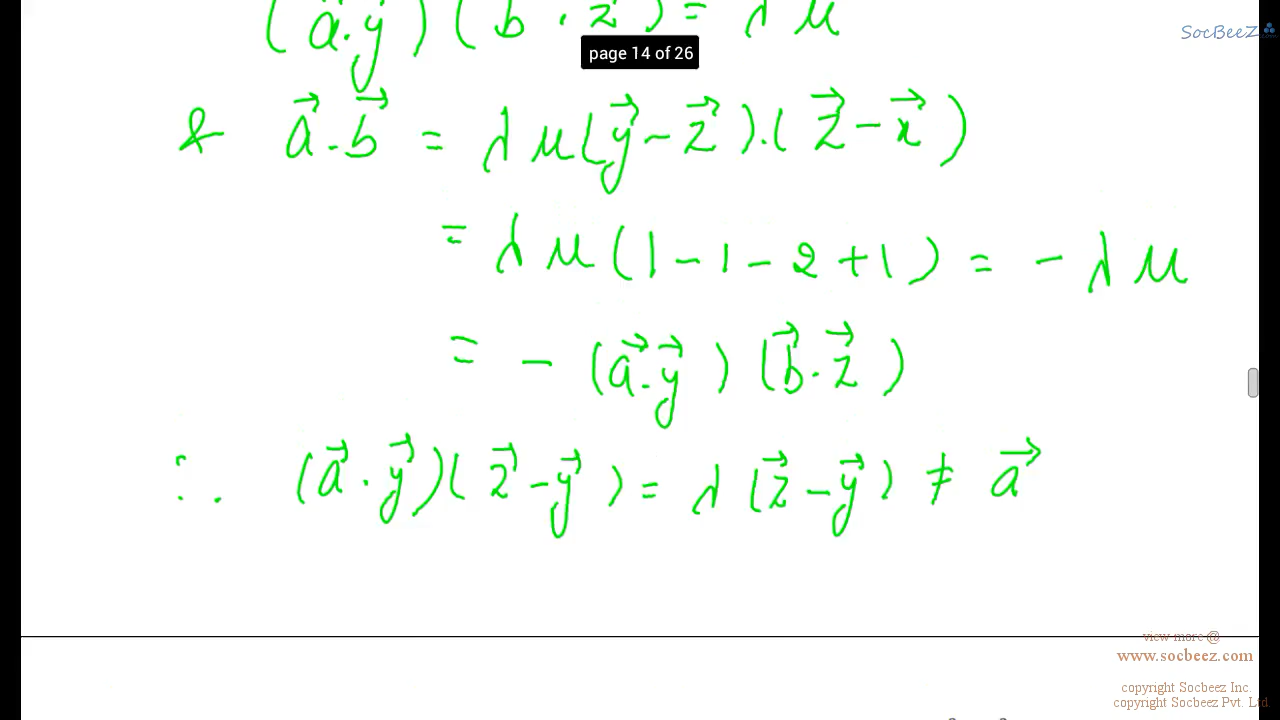 (a⃗.y⃗)(b⃗.z⃗) = λμ
SocBeeZ
page 14 of 26
& a⃗.b⃗ = λμ(y⃗-z⃗).(z⃗-x⃗)
= λμ(1-1-2+1) = -λμ
= -(a⃗.y⃗)(b⃗.z⃗)
∴ (a⃗.y⃗)(z⃗-y⃗) = λ(z⃗-y⃗) ≠ a⃗
view more @
www.socbeez.com
copyright Socbeez Inc.
copyright Socbeez Pvt. Ltd.